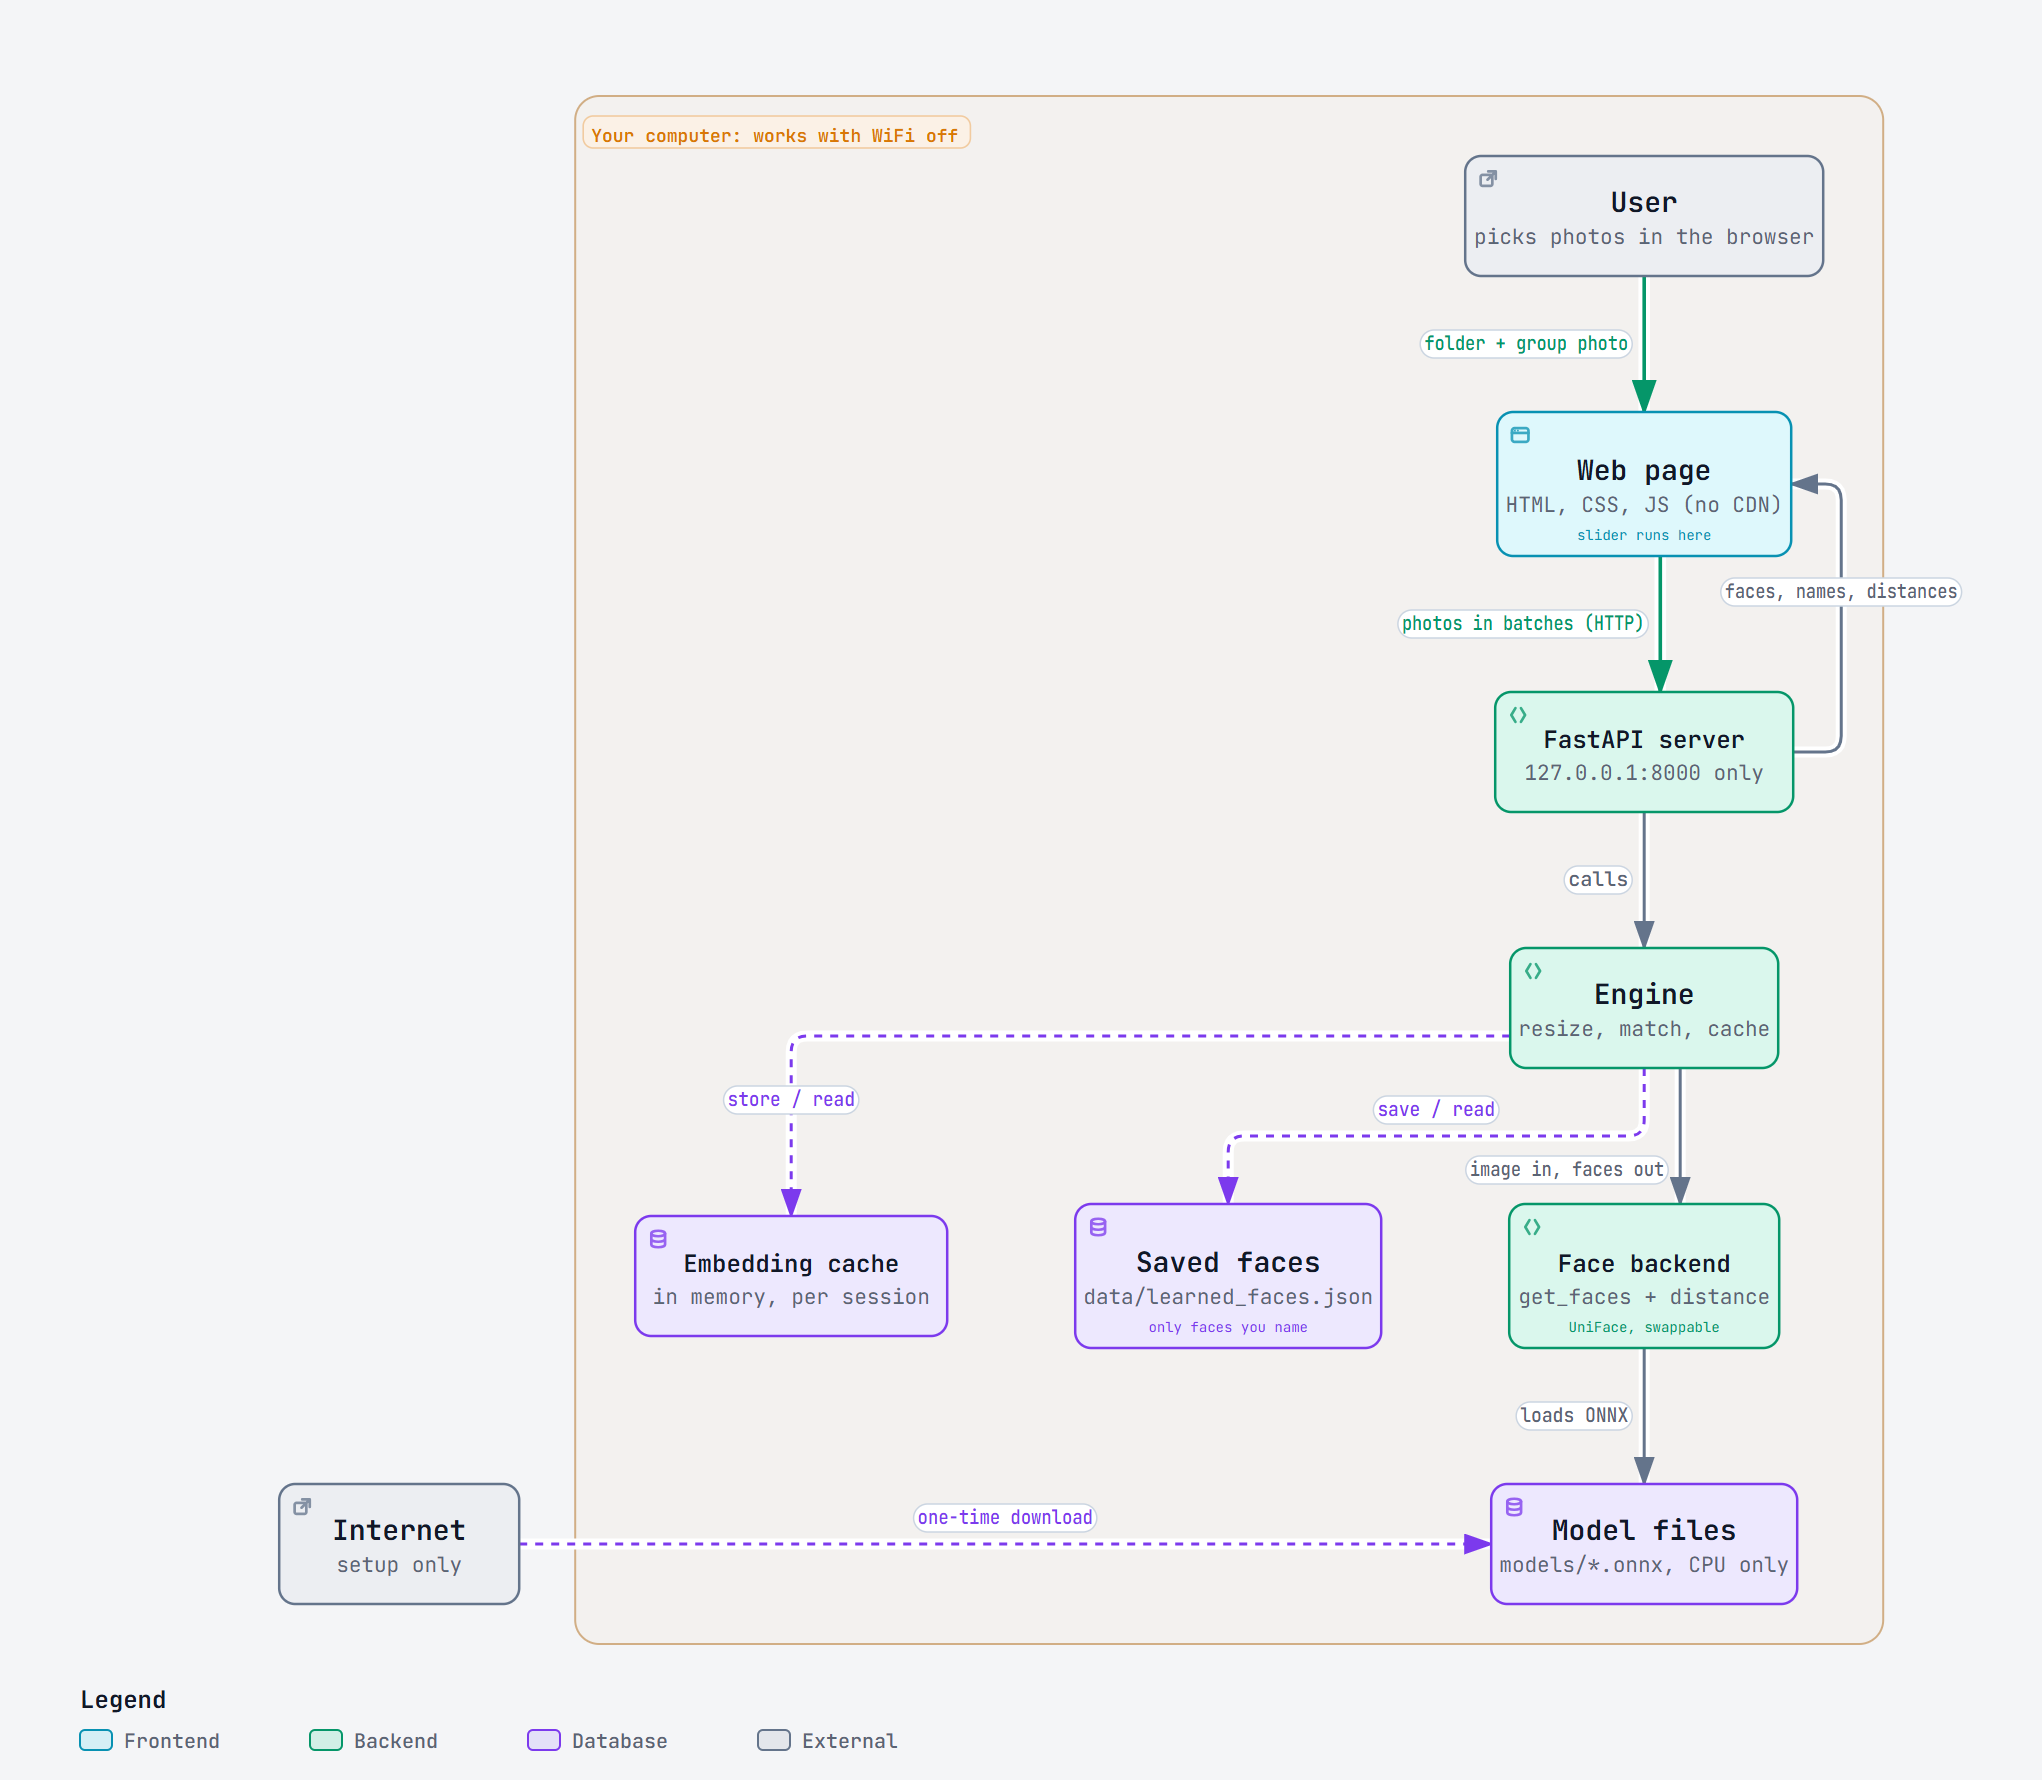 Your computer: works with WiFi off
User
picks photos in the browser
folder + group photo
Web page
HTML, CSS, JS (no CDN)
slider runs here
faces, names, distances
photos in batches (HTTP)
FastAPI server
127.0.0.1:8000 only
calls
Engine
resize, match, cache
store / read
save / read
image in, faces out
Embedding cache
in memory, per session
Saved faces
data/learned_faces.json
only faces you name
Face backend
get_faces + distance
UniFace, swappable
loads ONNX
Internet
setup only
one-time download
Model files
models/*.onnx, CPU only
Legend
Frontend
Backend
Database
External